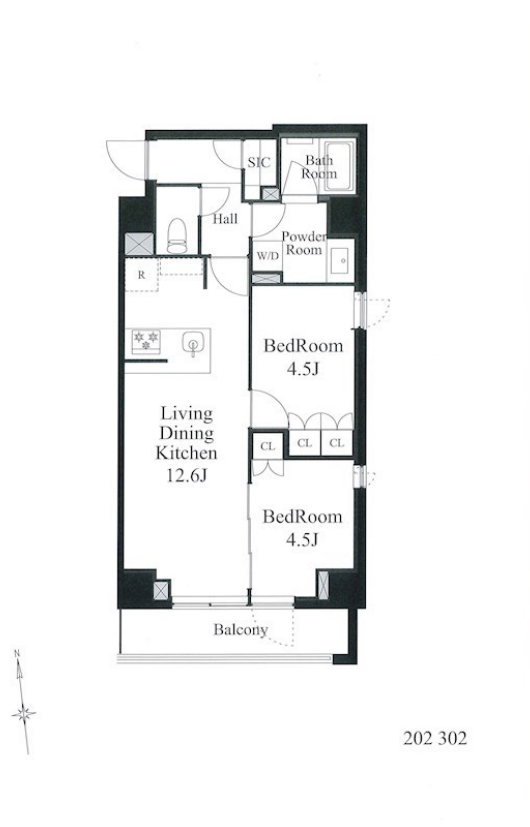 SIC
Bath
Room
Hall
Powder
Room
W/D
R
BedRoom
4.5J
Living
Dining
Kitchen
12.6J
CL
CL
CL
BedRoom
4.5J
Balcony
N
202 302